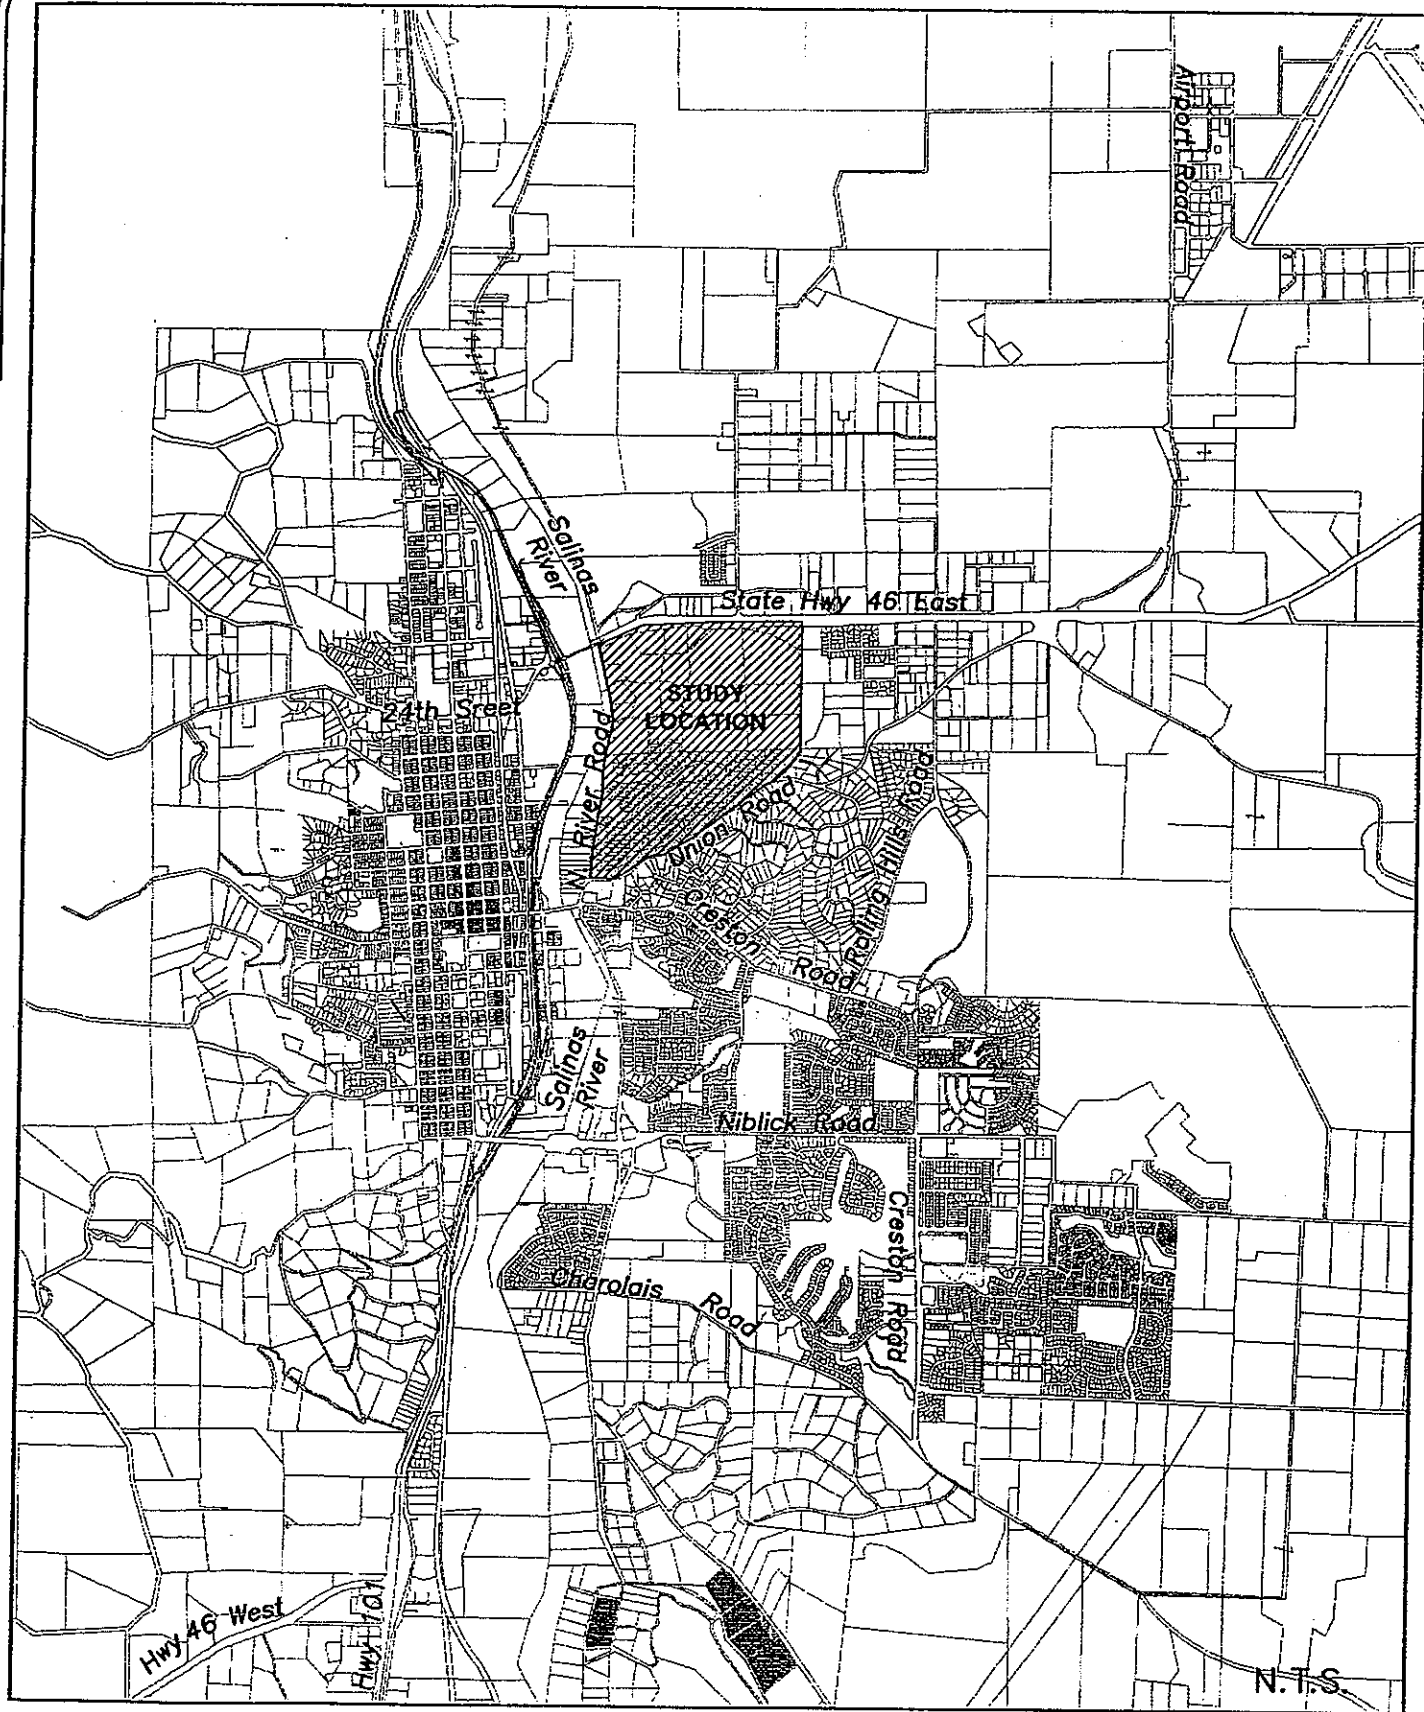 Airport Road
Salinas
River
State Hwy 46 East
STUDY
LOCATION
24th Sreet
River Road
Union Road
Rolling Hills Road
Creston
Road
Salinas
River
Niblick Road
Creston Road
Charolais
Road
Hwy 46 West
Hwy 101
N.T.S.